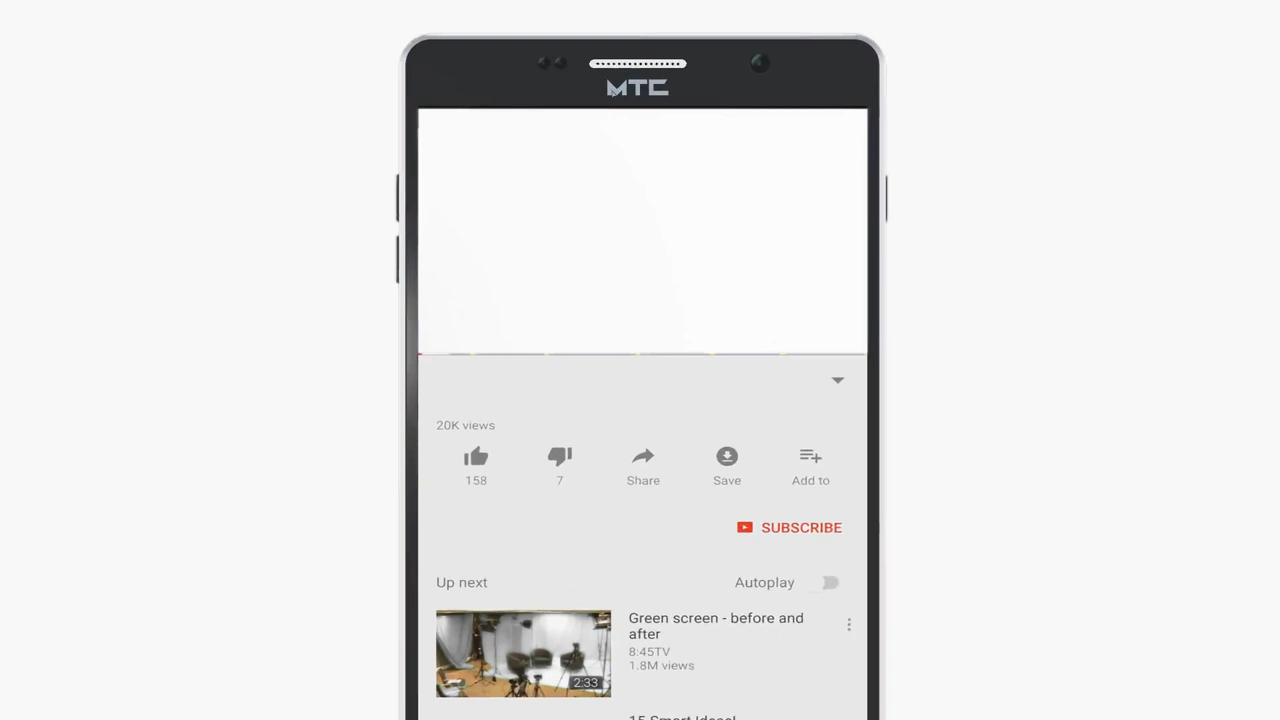 MTC
20K views
158
7
Share
Save
Add to
SUBSCRIBE
Up next
Autoplay
Green screen - before and
after
8:45TV
1.8M views
2:33
15 Smart Ideas!